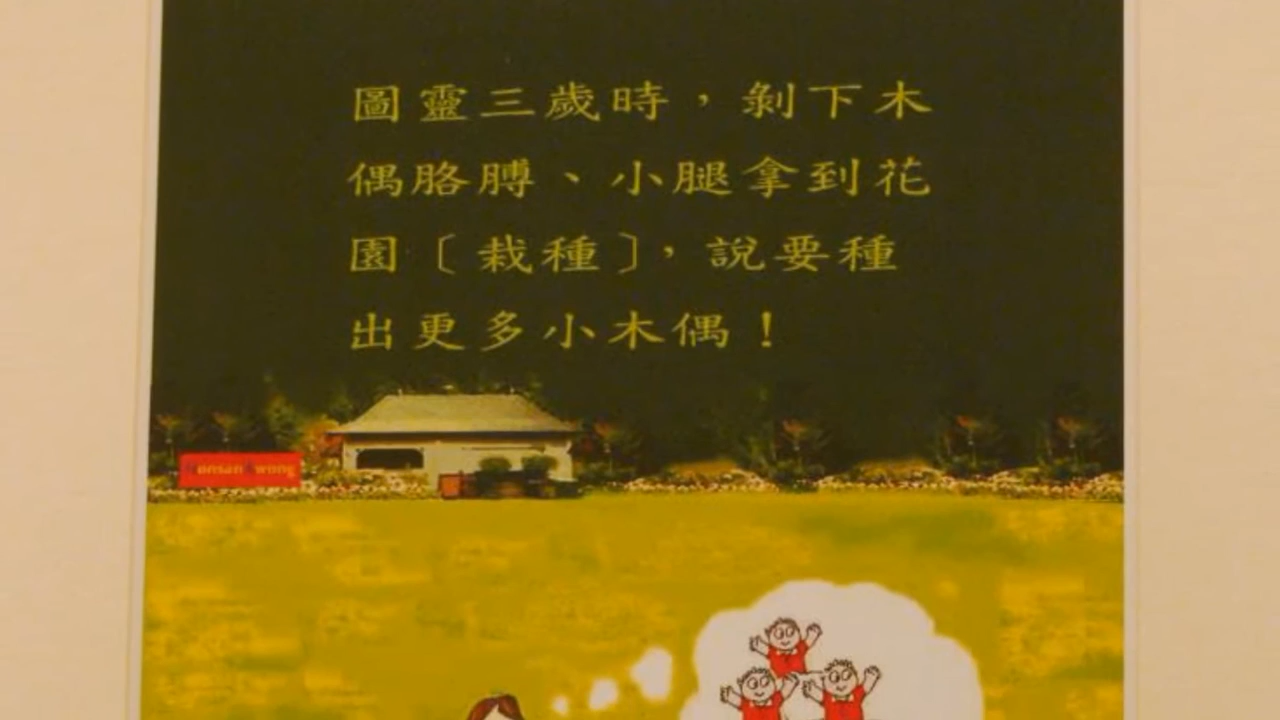 圖靈三歲時，剝下木
偶胳膊、小腿拿到花
園〔栽種〕，說要種
出更多小木偶！